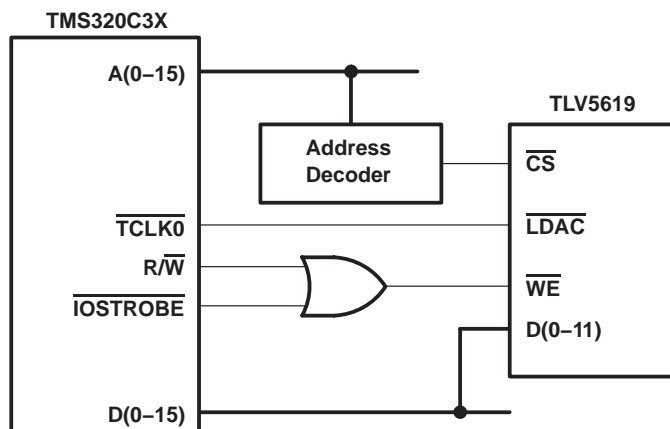 TMS320C3X
A(0–15)
TLV5619
Address
Decoder
CS
TCLK0
LDAC
R/W
IOSTROBE
WE
D(0–11)
D(0–15)